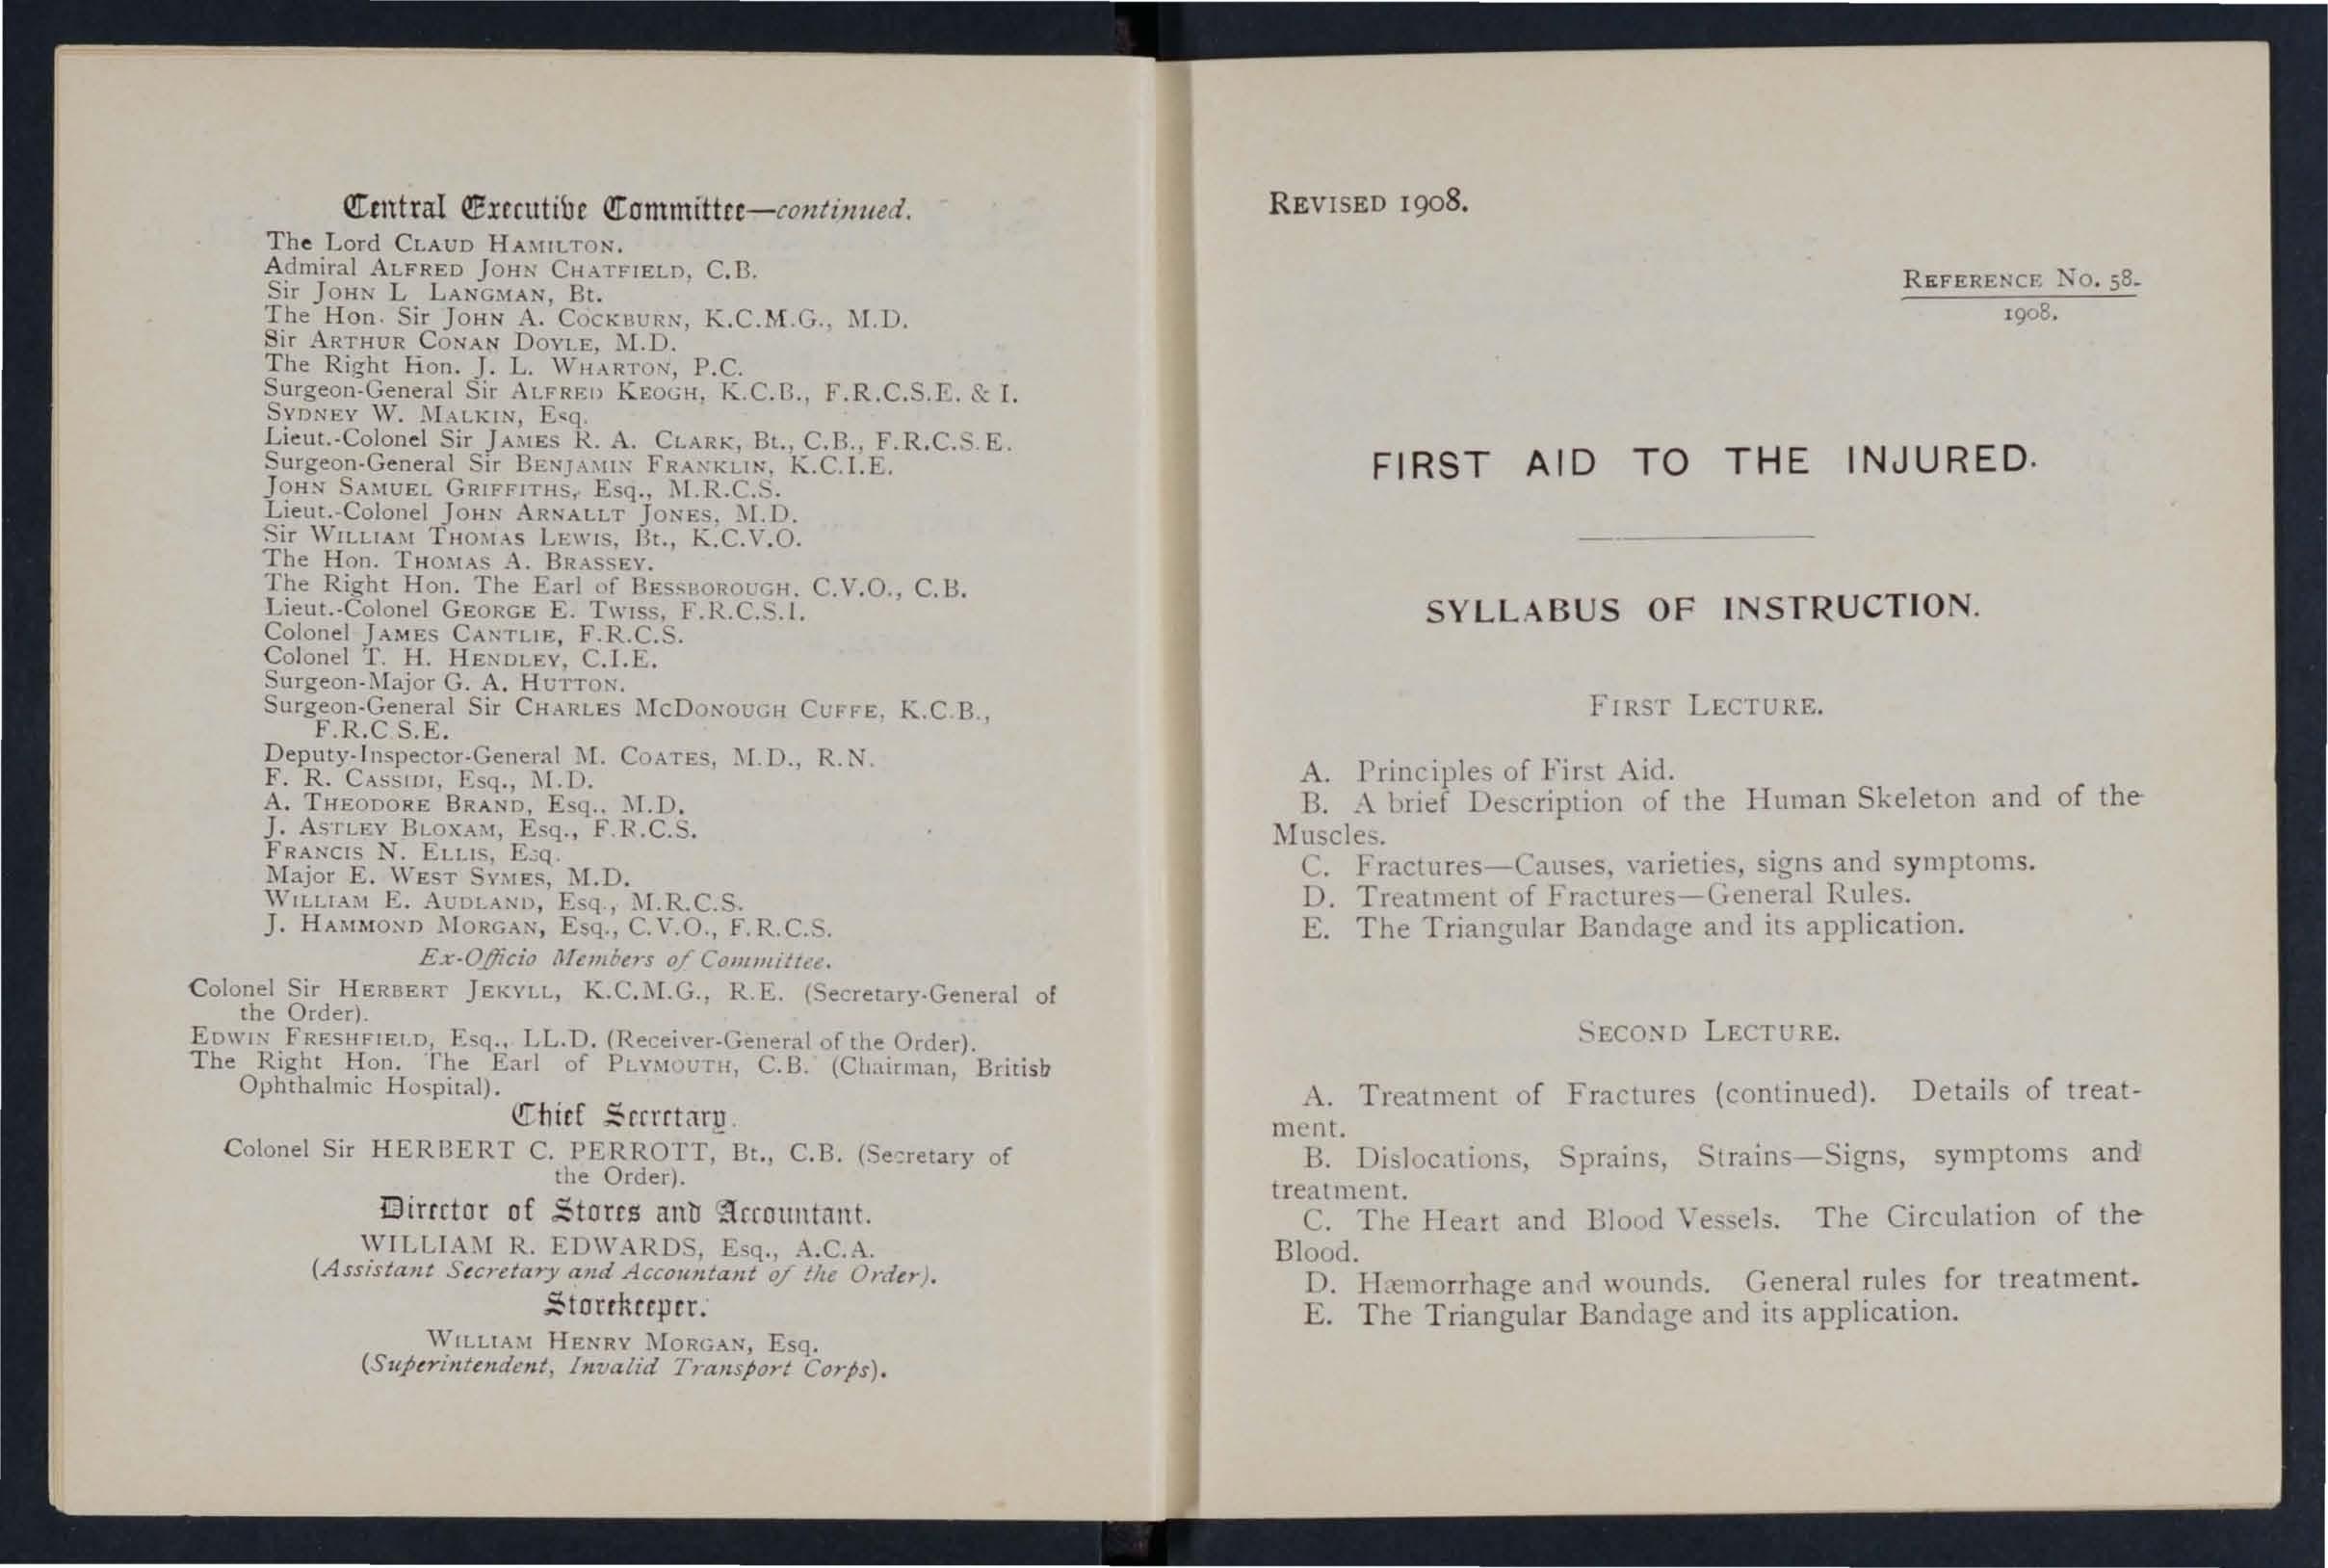 Central Executive Committee—continued.
The Lord CLAUD HAMILTON.
Admiral ALFRED JOHN CHATFIELD, C.B.
Sir JOHN L LANGMAN, Bt.
The Hon. Sir JOHN A. COCKBURN, K.C.M.G., M.D.
Sir ARTHUR CONAN DOYLE, M.D.
The Right Hon. J. L. WHARTON, P.C.
Surgeon-General Sir ALFRED KEOGH, K.C.B., F.R.C.S.E. & I.
SYDNEY W. MALKIN, Esq.
Lieut.-Colonel Sir JAMES R. A. CLARK, Bt., C.B., F.R.C.S.E.
Surgeon-General Sir BENJAMIN FRANKLIN, K.C.I.E.
JOHN SAMUEL GRIFFITHS, Esq., M.R.C.S.
Lieut.-Colonel JOHN ARNALLT JONES, M.D.
Sir WILLIAM THOMAS LEWIS, Bt., K.C.V.O.
The Hon. THOMAS A. BRASSEY.
The Right Hon. The Earl of BESSBOROUGH, C.V.O., C.B.
Lieut.-Colonel GEORGE E. TWISS, F.R.C.S.I.
Colonel JAMES CANTLIE, F.R.C.S.
Colonel T. H. HENDLEY, C.I.E.
Surgeon-Major G. A. HUTTON.
Surgeon-General Sir CHARLES MCDONOUGH CUFFE, K.C.B.,
F.R.C.S.E.
Deputy-Inspector-General M. COATES, M.D., R.N.
F. R. CASSIDI, Esq., M.D.
A. THEODORE BRAND, Esq., M.D.
J. ASTLEY BLOXAM, Esq., F.R.C.S.
FRANCIS N. ELLIS, Esq.
Major E. WEST SYMES, M.D.
WILLIAM E. AUDLAND, Esq., M.R.C.S.
J. HAMMOND MORGAN, Esq., C.V.O., F.R.C.S.
Ex-Officio Members of Committee.
Colonel Sir HERBERT JEKYLL, K.C.M.G., R.E. (Secretary-General of
the Order).
EDWIN FRESHFIELD, Esq., LL.D. (Receiver-General of the Order).
The Right Hon. The Earl of PLYMOUTH, C.B. (Chairman, British
Ophthalmic Hospital).
Chief Secretary.
Colonel Sir HERBERT C. PERROTT, Bt., C.B. (Secretary of
the Order).
Director of Stores and Accountant.
WILLIAM R. EDWARDS, Esq., A.C.A.
(Assistant Secretary and Accountant of the Order).
Storekeeper.
WILLIAM HENRY MORGAN, Esq.
(Superintendent, Invalid Transport Corps).
REVISED 1908.
REFERENCE No. 58.
1908.
FIRST AID TO THE INJURED.
SYLLABUS OF INSTRUCTION.
FIRST LECTURE.
A. Principles of First Aid.
B. A brief Description of the Human Skeleton and of the
Muscles.
C. Fractures—Causes, varieties, signs and symptoms.
D. Treatment of Fractures—General Rules.
E. The Triangular Bandage and its application.
SECOND LECTURE.
A. Treatment of Fractures (continued). Details of treat-
ment.
B. Dislocations, Sprains, Strains—Signs, symptoms and
treatment.
C. The Heart and Blood Vessels. The Circulation of the
Blood.
D. Hæmorrhage and wounds. General rules for treatment.
E. The Triangular Bandage and its application.